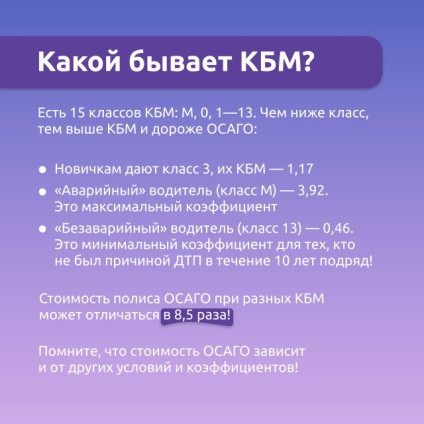 Какой бывает КБМ?
Есть 15 классов КБМ: М, 0, 1—13. Чем ниже класс,
тем выше КБМ и дороже ОСАГО:
Новичкам дают класс 3, их КБМ — 1,17
«Аварийный» водитель (класс М) — 3,92.
Это максимальный коэффициент
«Безаварийный» водитель (класс 13) — 0,46.
Это минимальный коэффициент для тех, кто
не был причиной ДТП в течение 10 лет подряд!
Стоимость полиса ОСАГО при разных КБМ
может отличаться в 8,5 раза!
Помните, что стоимость ОСАГО зависит
и от других условий и коэффициентов!